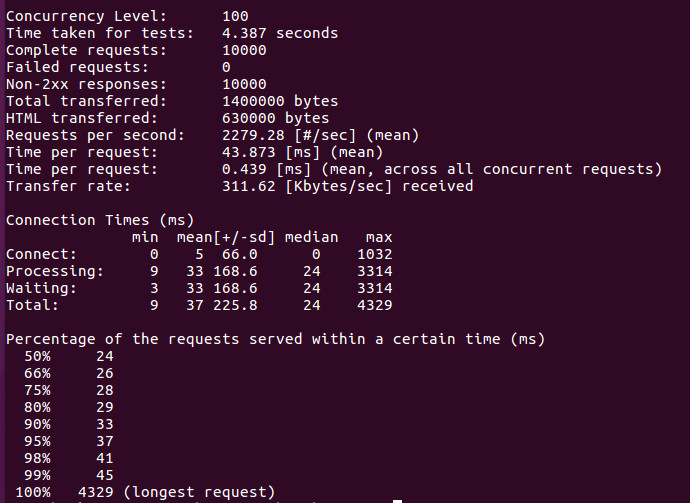 Concurrency Level:      100
Time taken for tests:   4.387 seconds
Complete requests:      10000
Failed requests:        0
Non-2xx responses:      10000
Total transferred:      1400000 bytes
HTML transferred:       630000 bytes
Requests per second:    2279.28 [#/sec] (mean)
Time per request:       43.873 [ms] (mean)
Time per request:       0.439 [ms] (mean, across all concurrent requests)
Transfer rate:          311.62 [Kbytes/sec] received
Connection Times (ms)
              min  mean[+/-sd] median   max
Connect:        0    5  66.0      0    1032
Processing:     9   33 168.6     24    3314
Waiting:        3   33 168.6     24    3314
Total:          9   37 225.8     24    4329
Percentage of the requests served within a certain time (ms)
  50%     24
  66%     26
  75%     28
  80%     29
  90%     33
  95%     37
  98%     41
  99%     45
 100%   4329 (longest request)